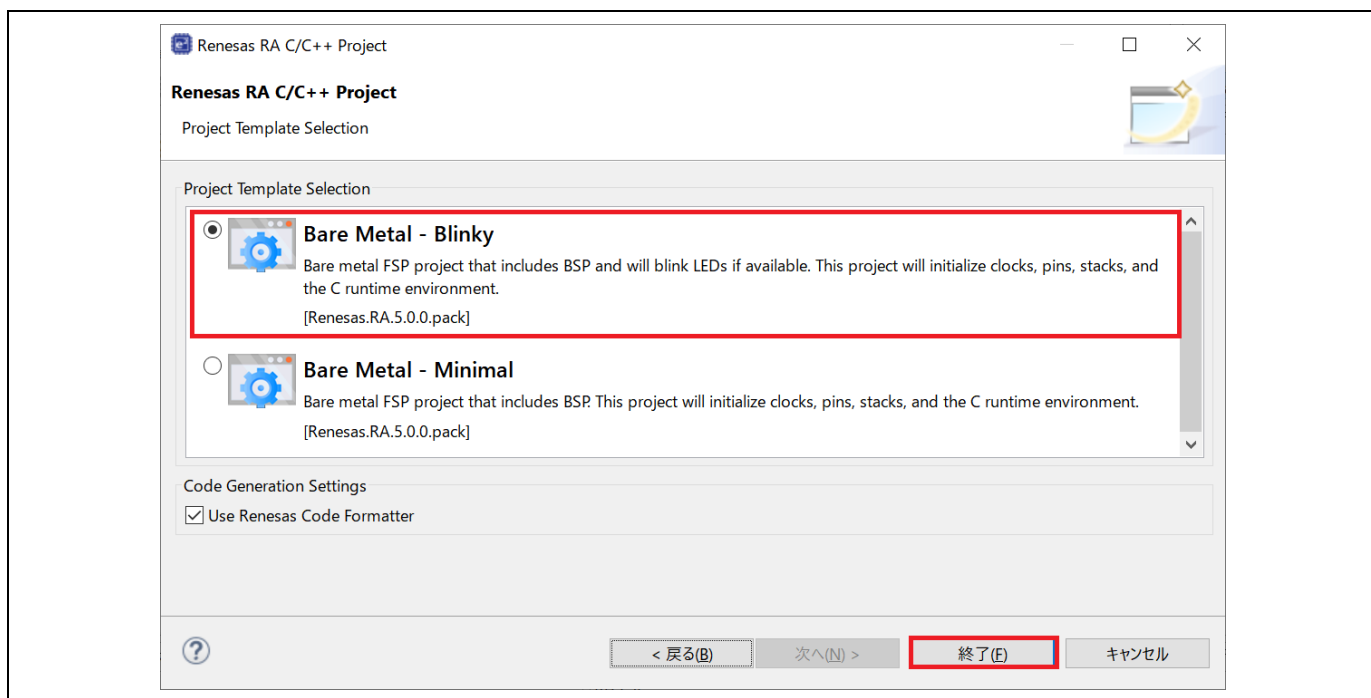 Renesas RA C/C++ Project
Renesas RA C/C++ Project
Project Template Selection
Project Template Selection
Bare Metal - Blinky
Bare metal FSP project that includes BSP and will blink LEDs if available. This project will initialize clocks, pins, stacks, and
the C runtime environment.
[Renesas.RA.5.0.0.pack]
Bare Metal - Minimal
Bare metal FSP project that includes BSP. This project will initialize clocks, pins, stacks, and the C runtime environment.
[Renesas.RA.5.0.0.pack]
Code Generation Settings
Use Renesas Code Formatter
< 戻る(B) 次へ(N) > 終了(F) キャンセル